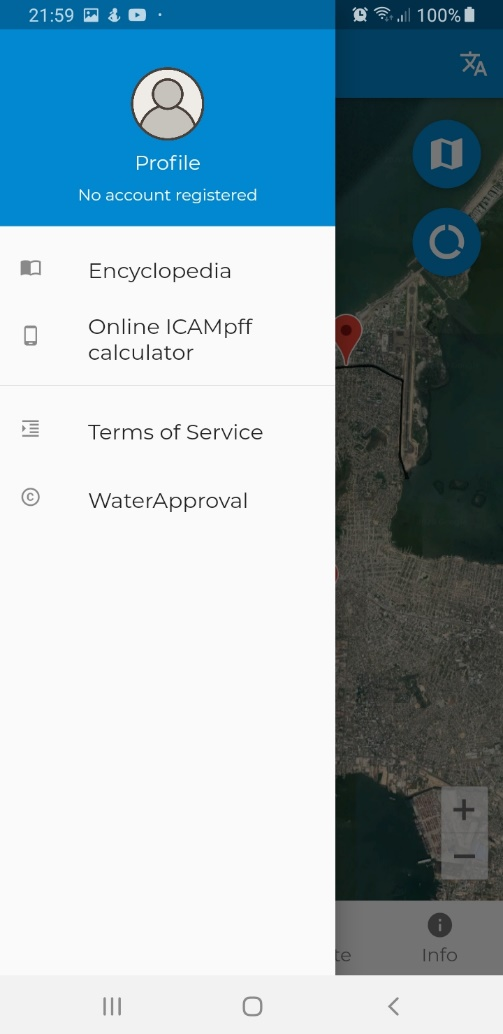 21:59
100%
Profile
No account registered
Encyclopedia
Online ICAMpff
calculator
Terms of Service
WaterApproval
te
Info